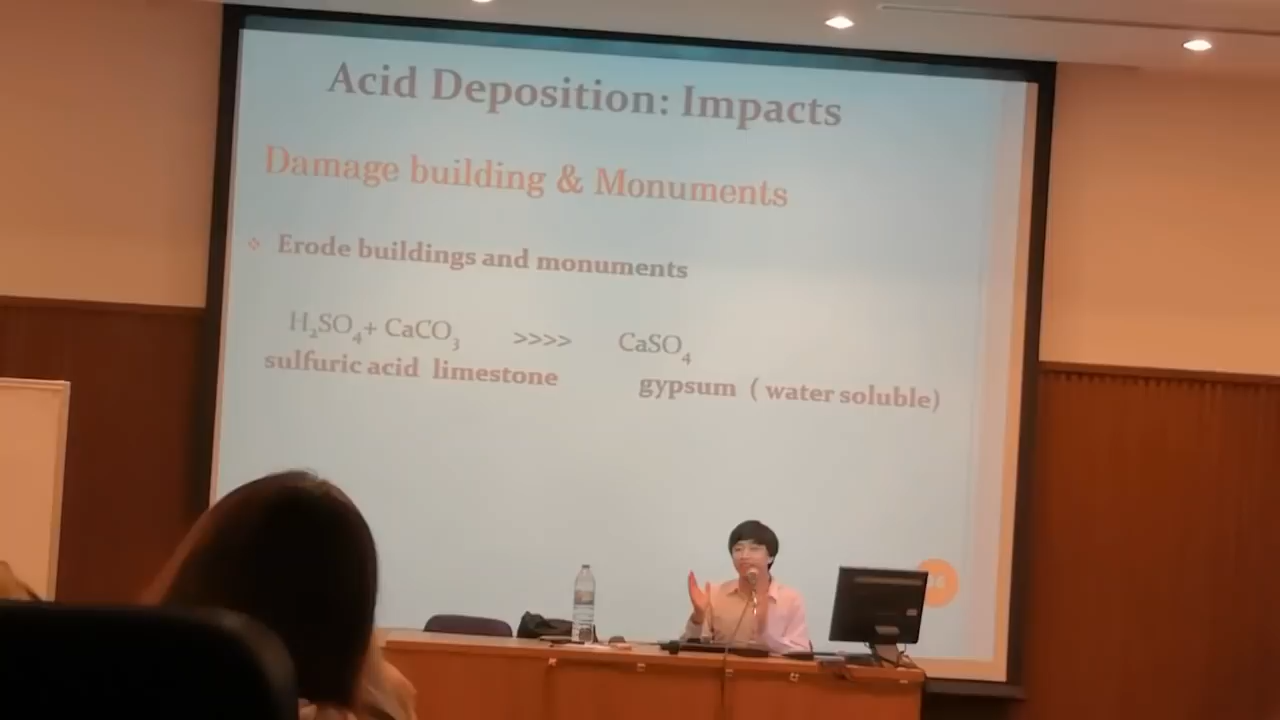 Acid Deposition: Impacts
Damage building & Monuments
❖ Erode buildings and monuments
H₂SO₄+ CaCO₃ >>>> CaSO₄
sulfuric acid limestone gypsum ( water soluble)